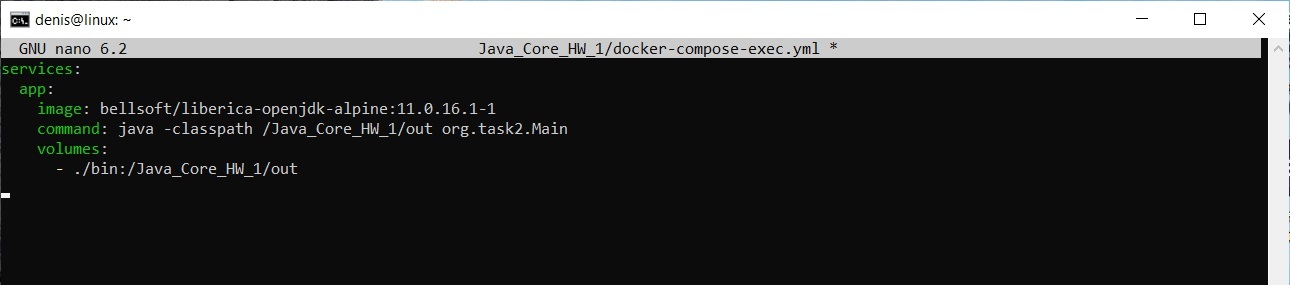 denis@linux: ~
GNU nano 6.2 Java_Core_HW_1/docker-compose-exec.yml *
services:
  app:
    image: bellsoft/liberica-openjdk-alpine:11.0.16.1-1
    command: java -classpath /Java_Core_HW_1/out org.task2.Main
    volumes:
      - ./bin:/Java_Core_HW_1/out